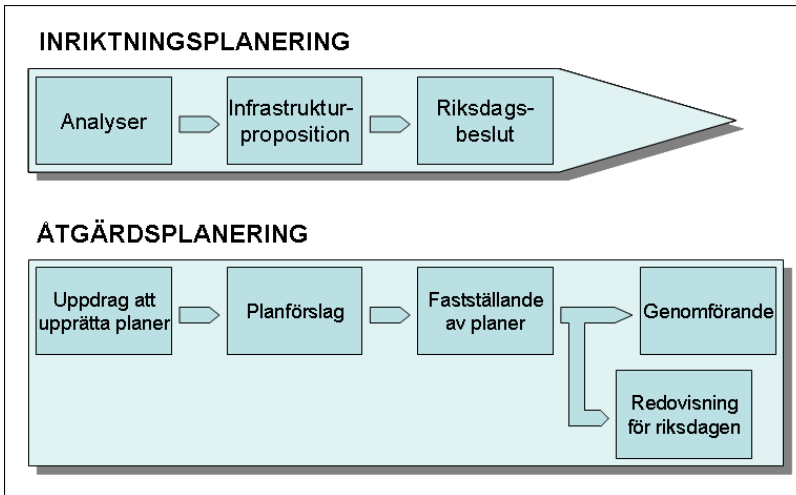 INRIKTNINGSPLANERING
Analyser
Infrastruktur-
proposition
Riksdags-
beslut
ÅTGÄRDSPLANERING
Uppdrag att
upprätta planer
Planförslag
Fastställande
av planer
Genomförande
Redovisning
för riksdagen